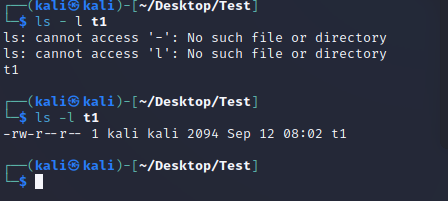 ┌──(kali㉿kali)-[~/Desktop/Test]
└─$ ls - l t1
ls: cannot access '-': No such file or directory
ls: cannot access 'l': No such file or directory
t1
┌──(kali㉿kali)-[~/Desktop/Test]
└─$ ls -l t1
-rw-r--r-- 1 kali kali 2094 Sep 12 08:02 t1
┌──(kali㉿kali)-[~/Desktop/Test]
└─$